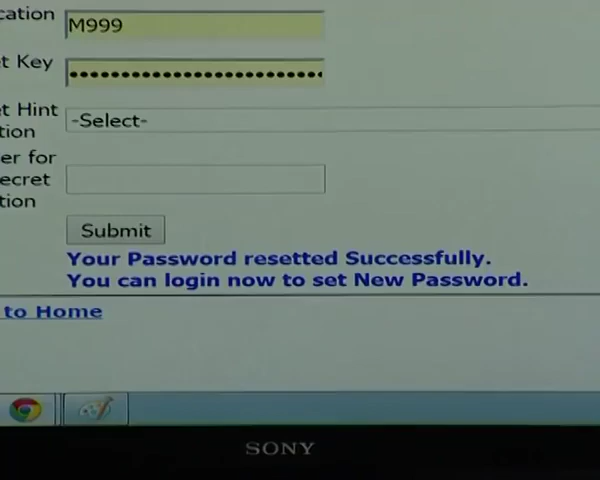 cation
M999
t Key
t Hint
tion
-Select-
er for
ecret
tion
Submit
Your Password resetted Successfully.
You can login now to set New Password.
to Home
SONY